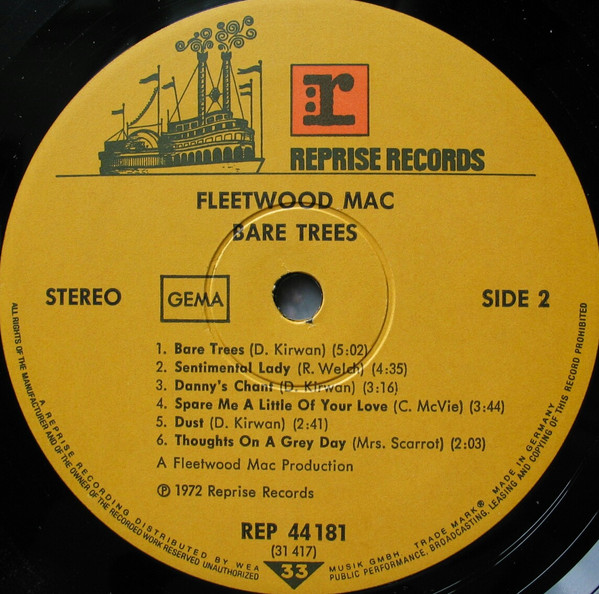 r
REPRISE RECORDS
FLEETWOOD MAC
BARE TREES
STEREO
GEMA
SIDE 2
1. Bare Trees (D. Kirwan) (5:02)
2. Sentimental Lady (R. Welch) (4:35)
3. Danny's Chant (D. Kirwan) (3:16)
4. Spare Me A Little Of Your Love (C. McVie) (3:44)
5. Dust (D. Kirwan) (2:41)
6. Thoughts On A Grey Day (Mrs. Scarrot) (2:03)
A Fleetwood Mac Production
Ⓟ 1972 Reprise Records
REP 44 181
(31 417)
33
A REPRISE RECORDING DISTRIBUTED BY WEA MUSIK GMBH. TRADE MARK® MADE IN GERMANY
ALL RIGHTS OF THE MANUFACTURER AND OF THE OWNER OF THE RECORDED WORK RESERVED UNAUTHORIZED PUBLIC PERFORMANCE, BROADCASTING, LEASING AND COPYING OF THIS RECORD PROHIBITED